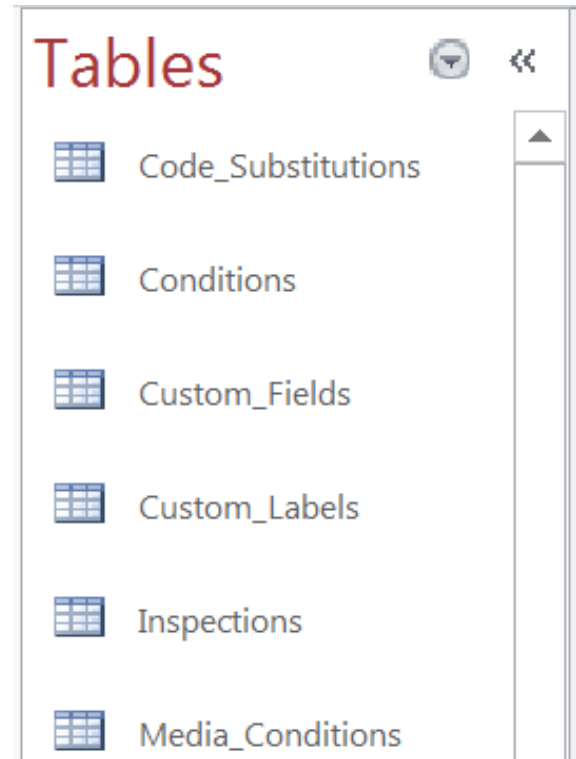 Tables
Code_Substitutions
Conditions
Custom_Fields
Custom_Labels
Inspections
Media_Conditions